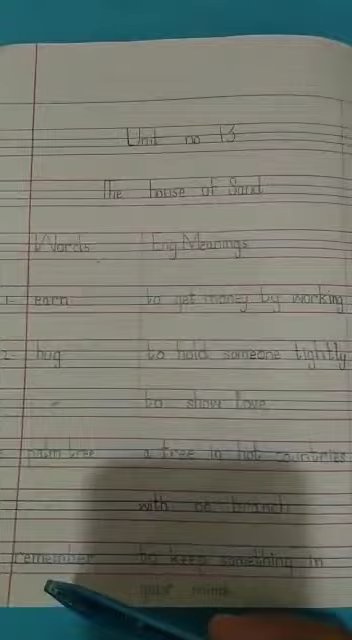 Unit no 13
The house of Sand
Words Eng Meanings
1- earn to get money by working
2- hug to hold someone tightly
to show love
palm tree a tree in hot countries
with no branch
remember to keep something in
your mind